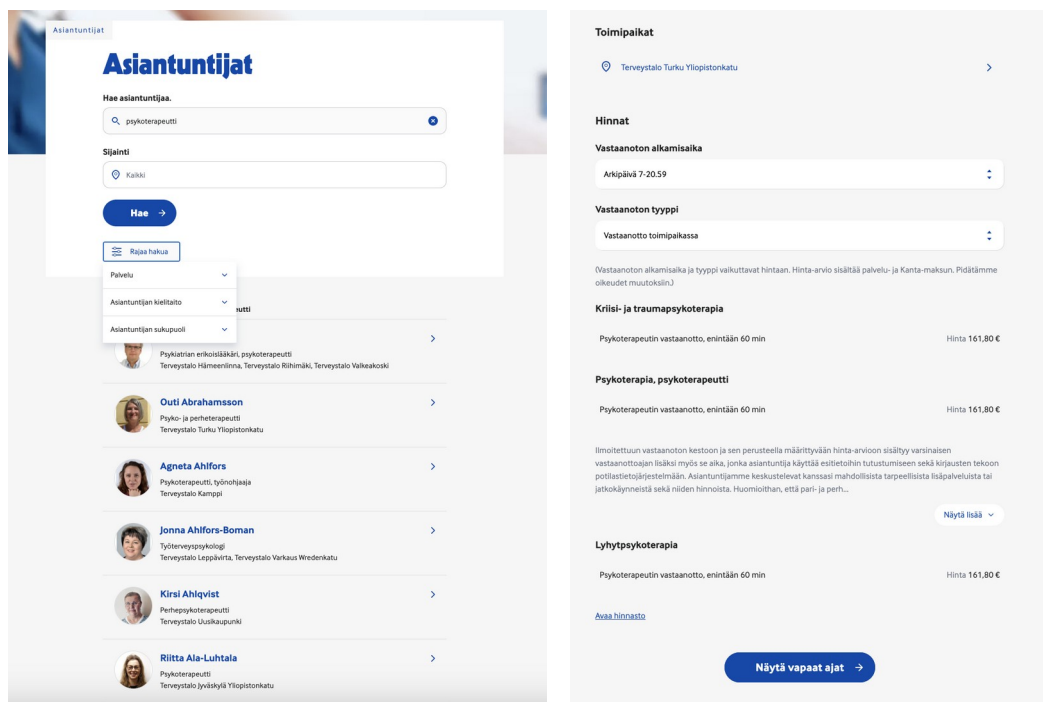 Asiantuntijat
Asiantuntijat
Hae asiantuntijaa.
psykoterapeutti
Sijainti
Kaikki
Hae
Rajaa hakua
Palvelu
Asiantuntijan kielitaito
Asiantuntijan sukupuoli
Psykiatrian erikoislääkäri, psykoterapeutti
Terveystalo Hämeenlinna, Terveystalo Riihimäki, Terveystalo Valkeakoski
Outi Abrahamsson
Psyko- ja perheterapeutti
Terveystalo Turku Yliopistonkatu
Agneta Ahlfors
Psykoterapeutti, työnohjaaja
Terveystalo Kamppi
Jonna Ahlfors-Boman
Työterveyspsykologi
Terveystalo Leppävirta, Terveystalo Varkaus Wredenkatu
Kirsi Ahlqvist
Perhepsykoterapeutti
Terveystalo Uusikaupunki
Riitta Ala-Luhtala
Psykoterapeutti
Terveystalo Jyväskylä Yliopistonkatu
Toimipaikat
Terveystalo Turku Yliopistonkatu
Hinnat
Vastaanoton alkamisaika
Arkipäivä 7-20.59
Vastaanoton tyyppi
Vastaanotto toimipaikassa
(Vastaanoton alkamisaika ja tyyppi vaikuttavat hintaan. Hinta-arvio sisältää palvelu- ja Kanta-maksun. Pidätämme
oikeudet muutoksiin.)
Kriisi- ja traumapsykoterapia
Psykoterapeutin vastaanotto, enintään 60 min Hinta 161,80 €
Psykoterapia, psykoterapeutti
Psykoterapeutin vastaanotto, enintään 60 min Hinta 161,80 €
Ilmoitettuun vastaanoton kestoon ja sen perusteella määrittyvään hinta-arvioon sisältyy varsinaisen
vastaanottoajan lisäksi myös se aika, jonka asiantuntija käyttää esitietoihin tutustumiseen sekä kirjausten tekoon
potilastietojärjestelmään. Asiantuntijamme keskustelevat kanssasi mahdollisista tarpeellisista lisäpalveluista tai
jatkokäynneistä sekä niiden hinnoista. Huomioithan, että pari- ja perh...
Näytä lisää
Lyhytpsykoterapia
Psykoterapeutin vastaanotto, enintään 60 min Hinta 161,80 €
Avaa hinnasto
Näytä vapaat ajat